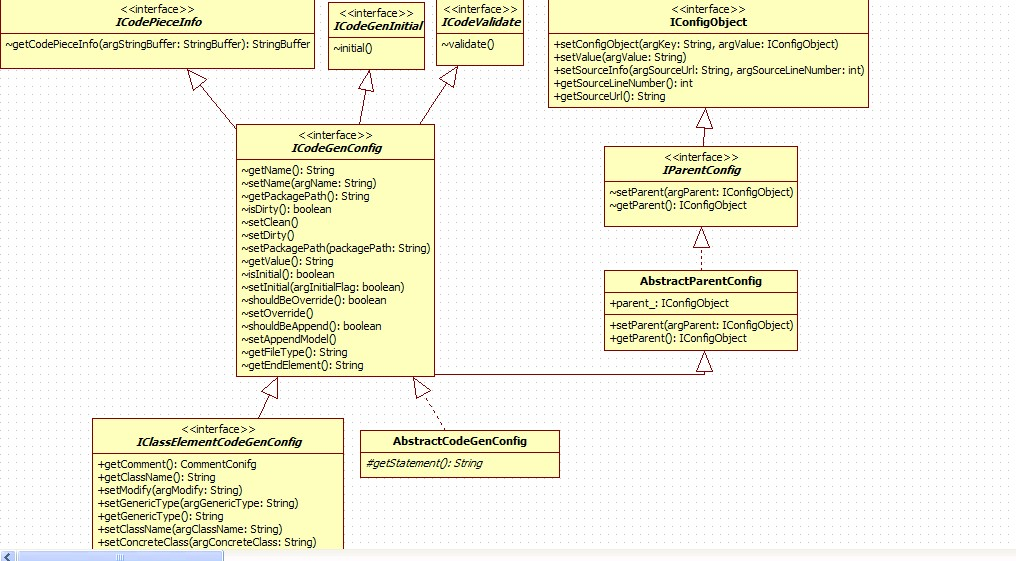 <<interface>>
ICodePieceInfo
~getCodePieceInfo(argStringBuffer: StringBuffer): StringBuffer
<<interface>>
ICodeGenInitial
~initial()
<<interface>>
ICodeValidate
~validate()
<<interface>>
IConfigObject
+setConfigObject(argKey: String, argValue: IConfigObject)
+setValue(argValue: String)
+setSourceInfo(argSourceUrl: String, argSourceLineNumber: int)
+getSourceLineNumber(): int
+getSourceUrl(): String
<<interface>>
ICodeGenConfig
~getName(): String
~setName(argName: String)
~getPackagePath(): String
~isDirty(): boolean
~setClean()
~setDirty()
~setPackagePath(packagePath: String)
~getValue(): String
~isInitial(): boolean
~setInitial(argInitialFlag: boolean)
~shouldBeOverride(): boolean
~setOverride()
~shouldBeAppend(): boolean
~setAppendModel()
~getFileType(): String
~getEndElement(): String
<<interface>>
IParentConfig
~setParent(argParent: IConfigObject)
~getParent(): IConfigObject
AbstractParentConfig
+parent_: IConfigObject
+setParent(argParent: IConfigObject)
+getParent(): IConfigObject
<<interface>>
IClassElementCodeGenConfig
+getComment(): CommentConifg
+getClassName(): String
+setModify(argModify: String)
+setGenericType(argGenericType: String)
+getGenericType(): String
+setClassName(argClassName: String)
+setConcreteClass(argConcreteClass: String)
AbstractCodeGenConfig
#getStatement(): String